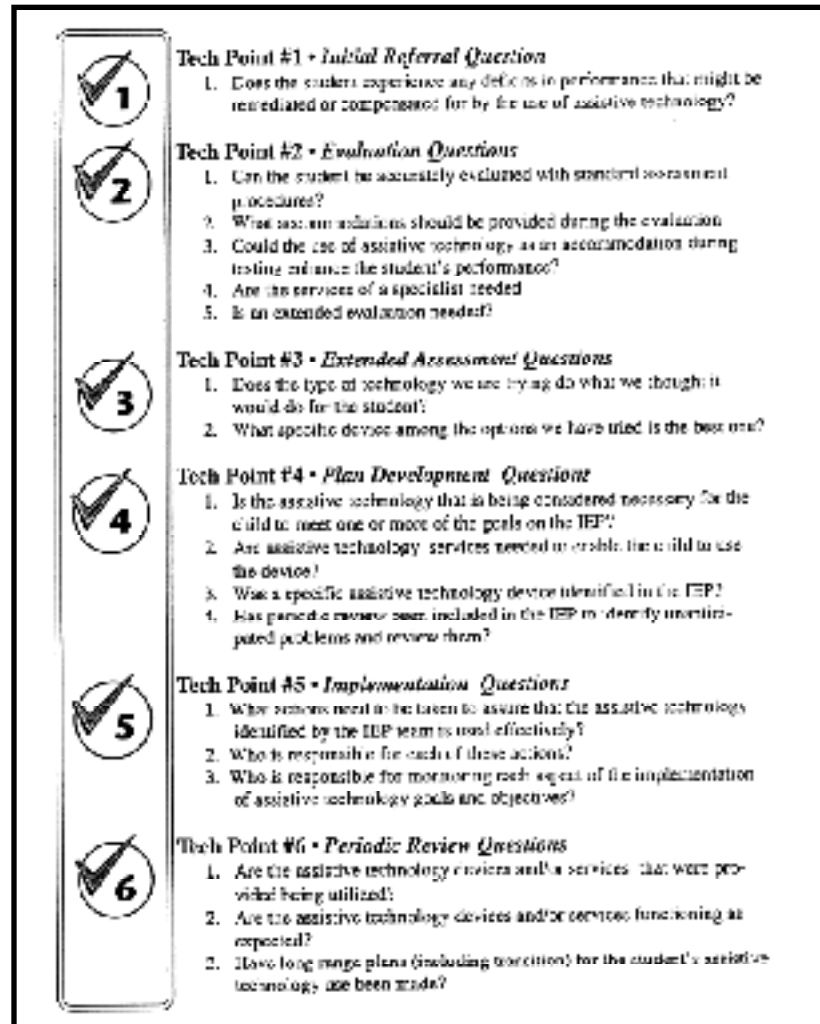 1
Tech Point #1 • Initial Referral Question
1. Does the student experience any deficits in performance that might be
remediated or compensated for by the use of assistive technology?
2
Tech Point #2 • Evaluation Questions
1. Can the student be accurately evaluated with standard assessment
procedures?
2. What accommodations should be provided during the evaluation
3. Could the use of assistive technology as an accommodation during
testing enhance the student's performance?
4. Are the services of a specialist needed
5. Is an extended evaluation needed?
3
Tech Point #3 • Extended Assessment Questions
1. Does the type of technology we are trying do what we thought it
would do for the student?
2. What specific device among the options we have tried is the best one?
4
Tech Point #4 • Plan Development Questions
1. Is the assistive technology that is being considered necessary for the
child to meet one or more of the goals on the IEP?
2. Are assistive technology services needed to enable the child to use
the device?
3. Was a specific assistive technology device identified in the IEP?
4. Has periodic review been included in the IEP to identify unantici-
pated problems and review them?
5
Tech Point #5 • Implementation Questions
1. What actions need to be taken to assure that the assistive technology
identified by the IEP team is used effectively?
2. Who is responsible for each of these actions?
3. Who is responsible for monitoring each aspect of the implementation
of assistive technology goals and objectives?
6
Tech Point #6 • Periodic Review Questions
1. Are the assistive technology devices and/or services that were pro-
vided being utilized?
2. Are the assistive technology devices and/or services functioning as
expected?
2. Have long range plans (including transition) for the student's assistive
technology use been made?